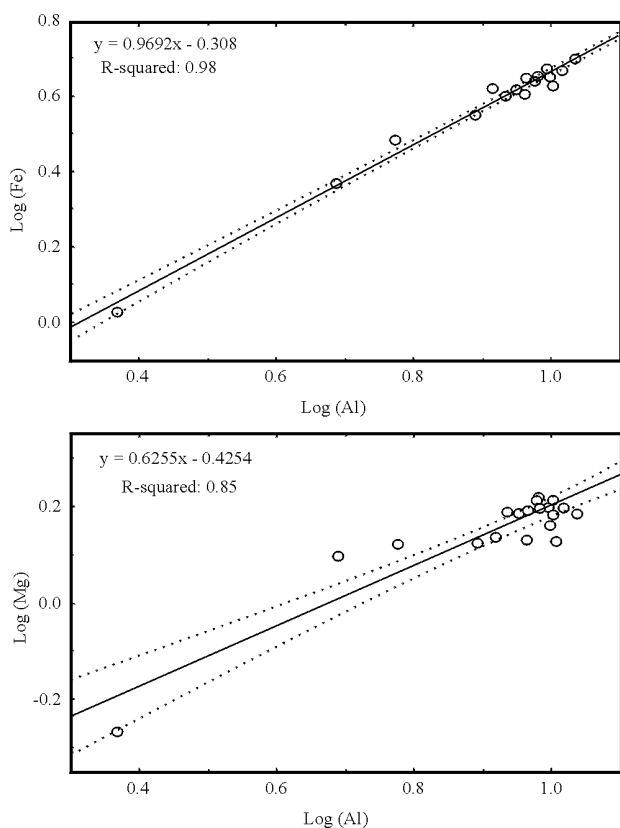 0.8
y = 0.9692x - 0.308
R-squared: 0.98
0.6
0.4
Log (Fe)
0.2
0.0
0.4 0.6 0.8 1.0
Log (Al)
y = 0.6255x - 0.4254
R-squared: 0.85
0.2
Log (Mg)
0.0
-0.2
0.4 0.6 0.8 1.0
Log (Al)